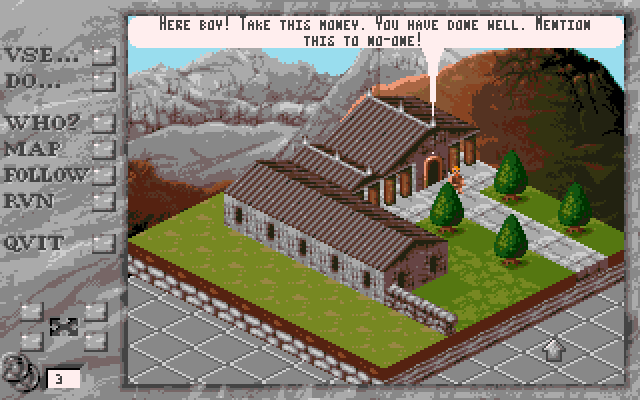 HERE BOY! TAKE THIS MONEY. YOU HAVE DONE WELL. MENTION
THIS TO NO-ONE!
VSE...
DO...
WHO?
MAP
FOLLOW
RVN
QVIT
3